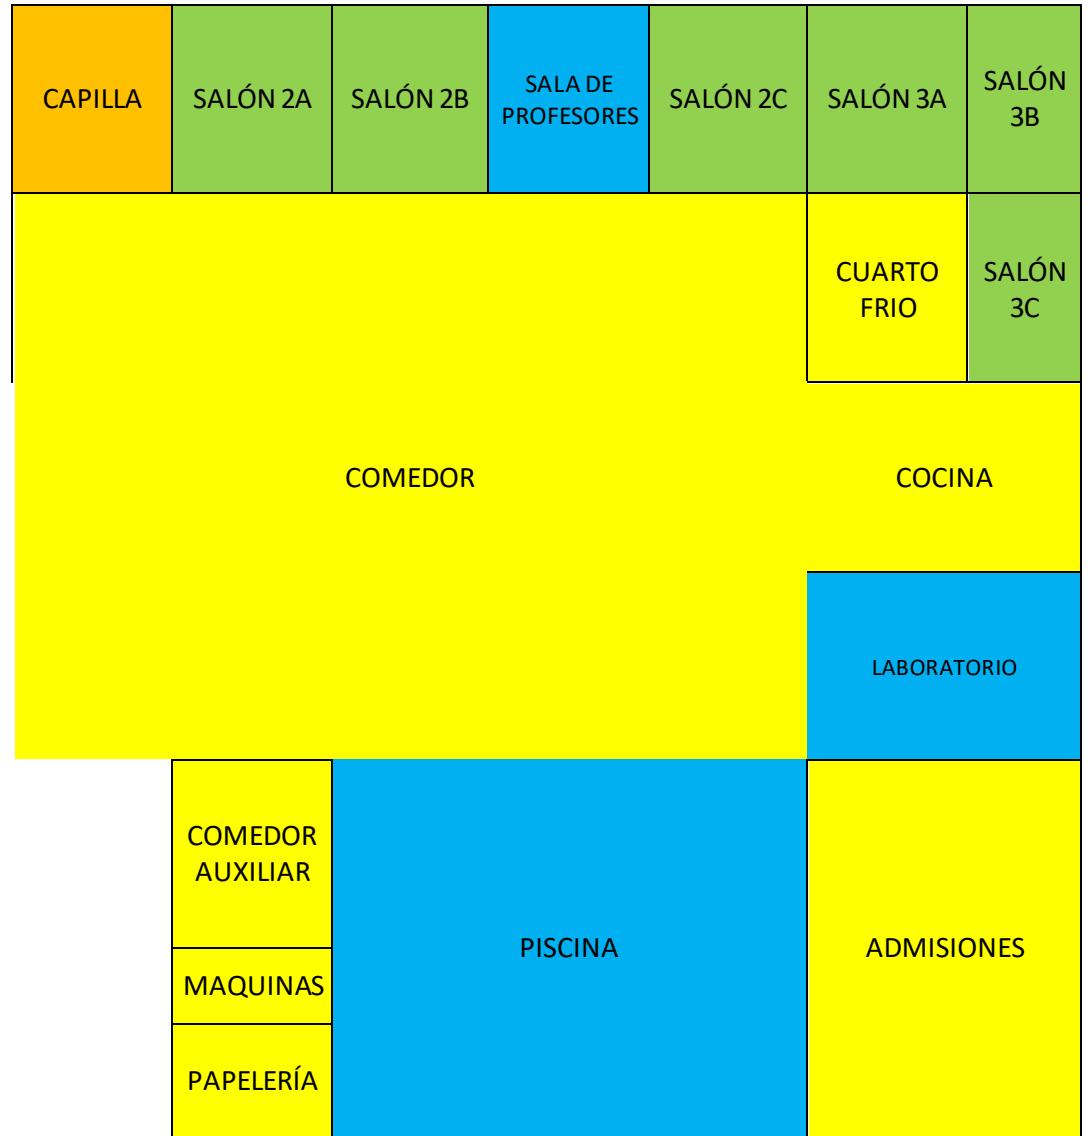 CAPILLA
SALÓN 2A
SALÓN 2B
SALA DE
PROFESORES
SALÓN 2C
SALÓN 3A
SALÓN
3B
CUARTO
FRIO
SALÓN
3C
COMEDOR
COCINA
LABORATORIO
COMEDOR
AUXILIAR
PISCINA
ADMISIONES
MAQUINAS
PAPELERÍA